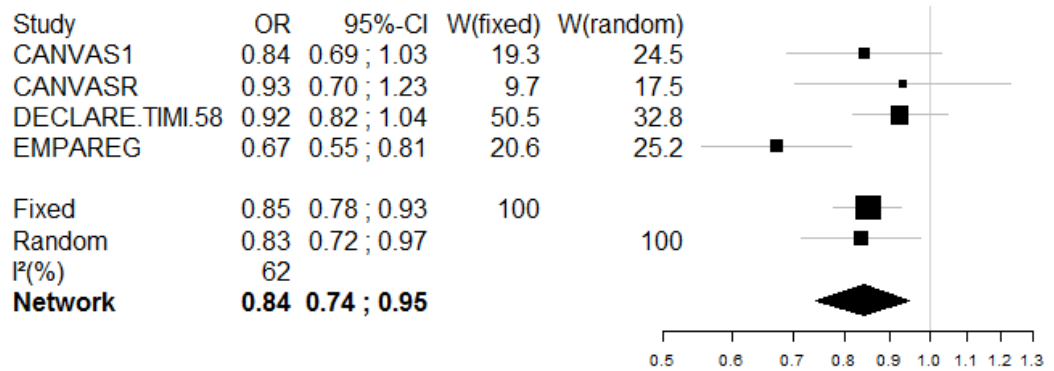 Study OR 95%-CI W(fixed) W(random)
CANVAS1 0.84 0.69 ; 1.03 19.3 24.5
CANVASR 0.93 0.70 ; 1.23 9.7 17.5
DECLARE.TIMI.58 0.92 0.82 ; 1.04 50.5 32.8
EMPAREG 0.67 0.55 ; 0.81 20.6 25.2
Fixed 0.85 0.78 ; 0.93 100
Random 0.83 0.72 ; 0.97 100
I²(%) 62
Network 0.84 0.74 ; 0.95
0.5 0.6 0.7 0.8 0.9 1.0 1.1 1.2 1.3